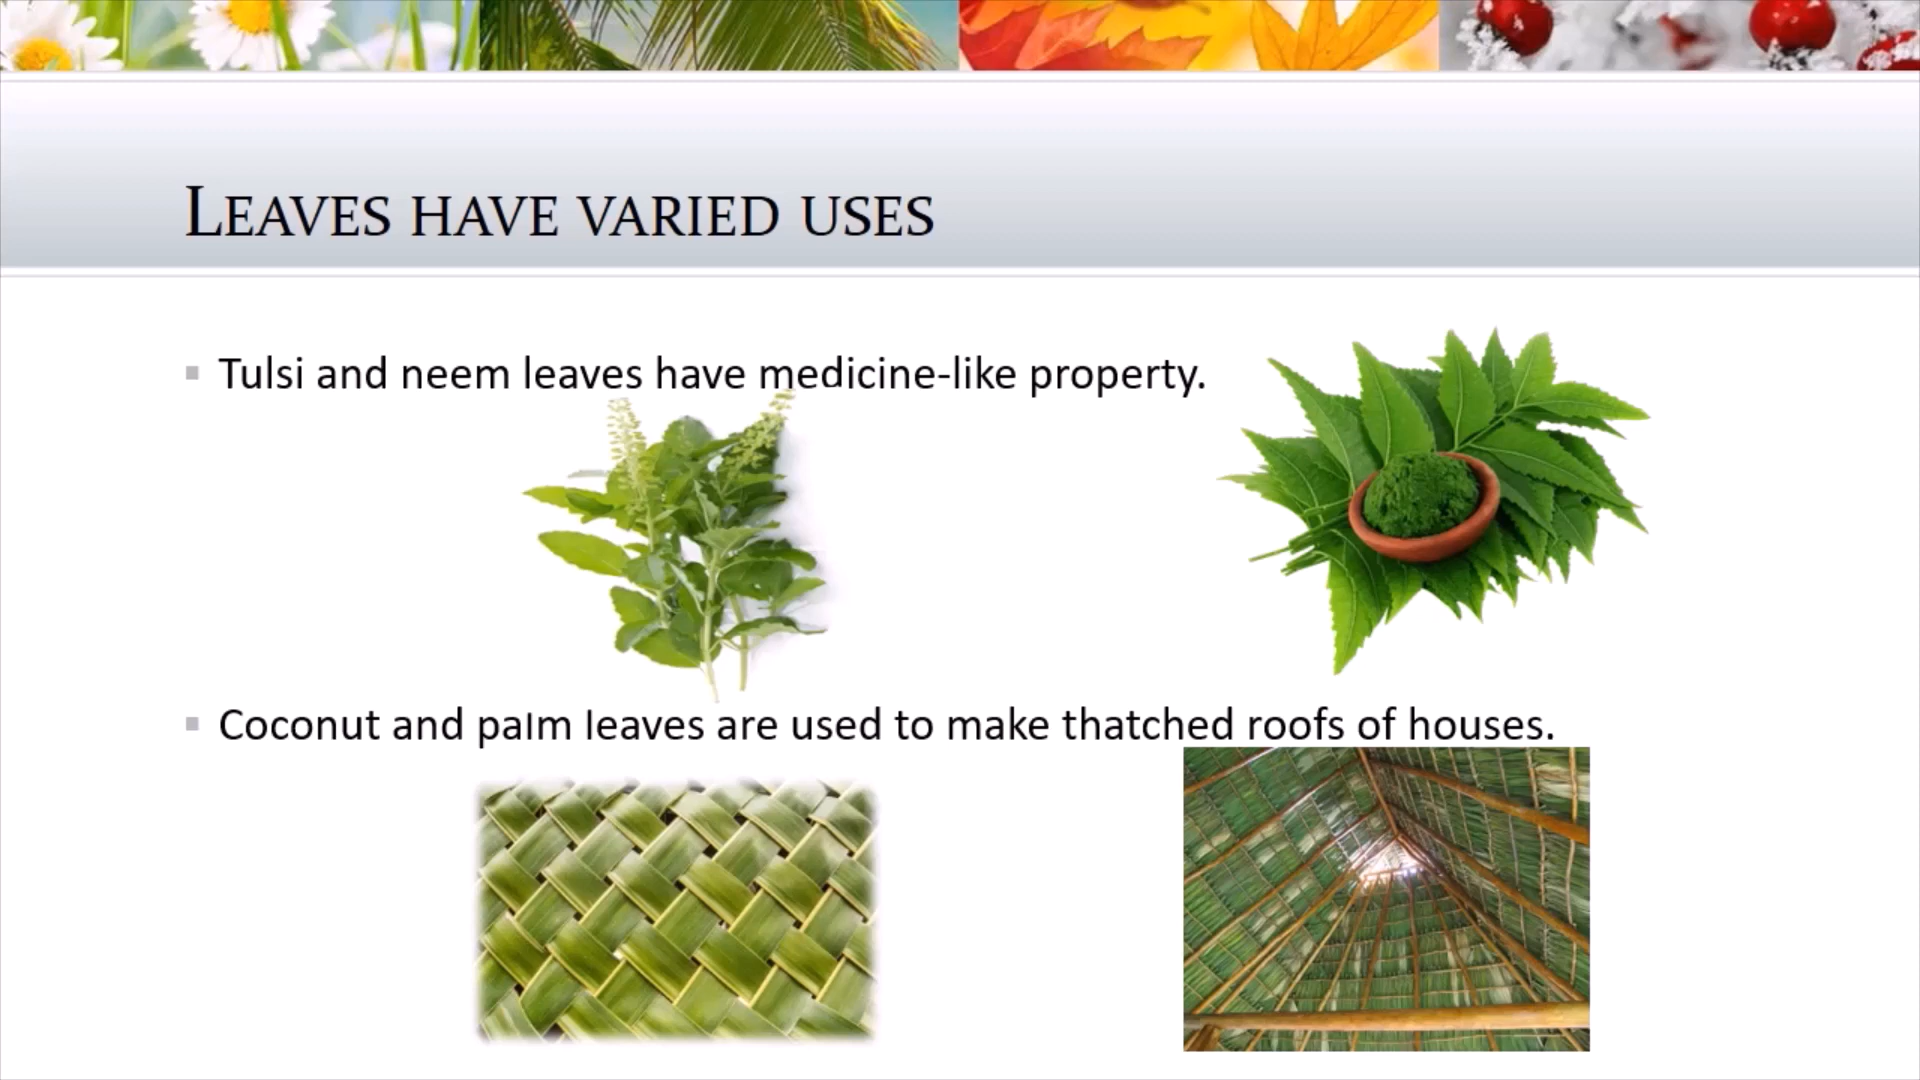 Leaves have varied uses
Tulsi and neem leaves have medicine-like property.
Coconut and palm leaves are used to make thatched roofs of houses.